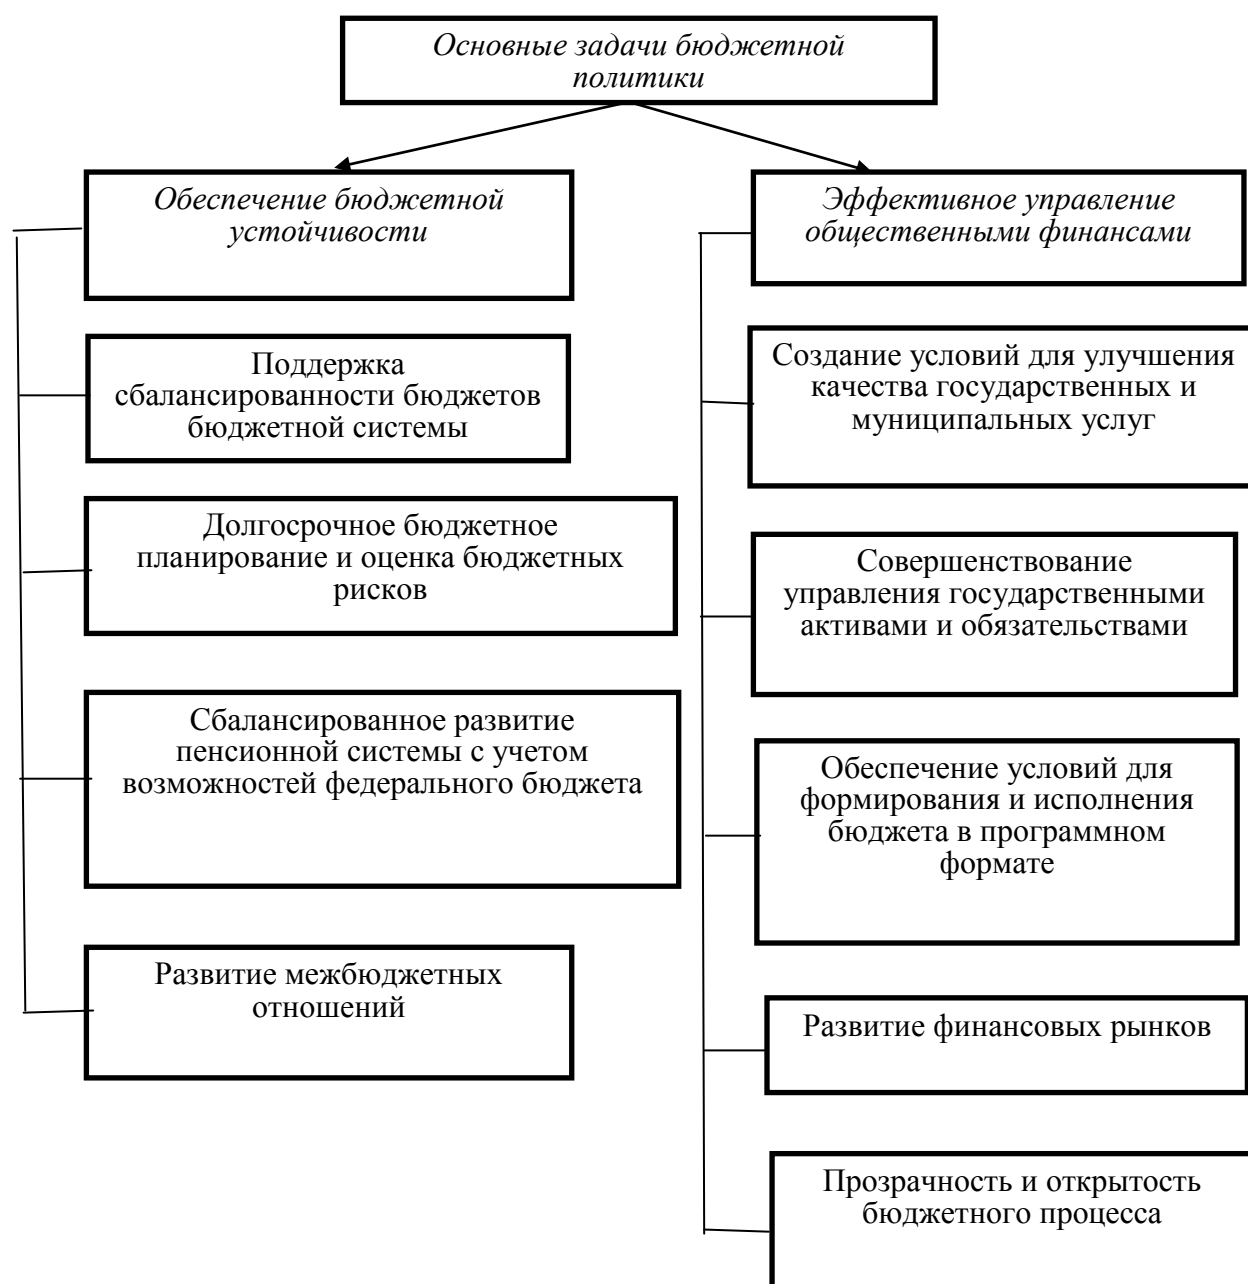 Основные задачи бюджетной
политики
Обеспечение бюджетной
устойчивости
Поддержка
сбалансированности бюджетов
бюджетной системы
Долгосрочное бюджетное
планирование и оценка бюджетных
рисков
Сбалансированное развитие
пенсионной системы с учетом
возможностей федерального бюджета
Развитие межбюджетных
отношений
Эффективное управление
общественными финансами
Создание условий для улучшения
качества государственных и
муниципальных услуг
Совершенствование
управления государственными
активами и обязательствами
Обеспечение условий для
формирования и исполнения
бюджета в программном
формате
Развитие финансовых рынков
Прозрачность и открытость
бюджетного процесса